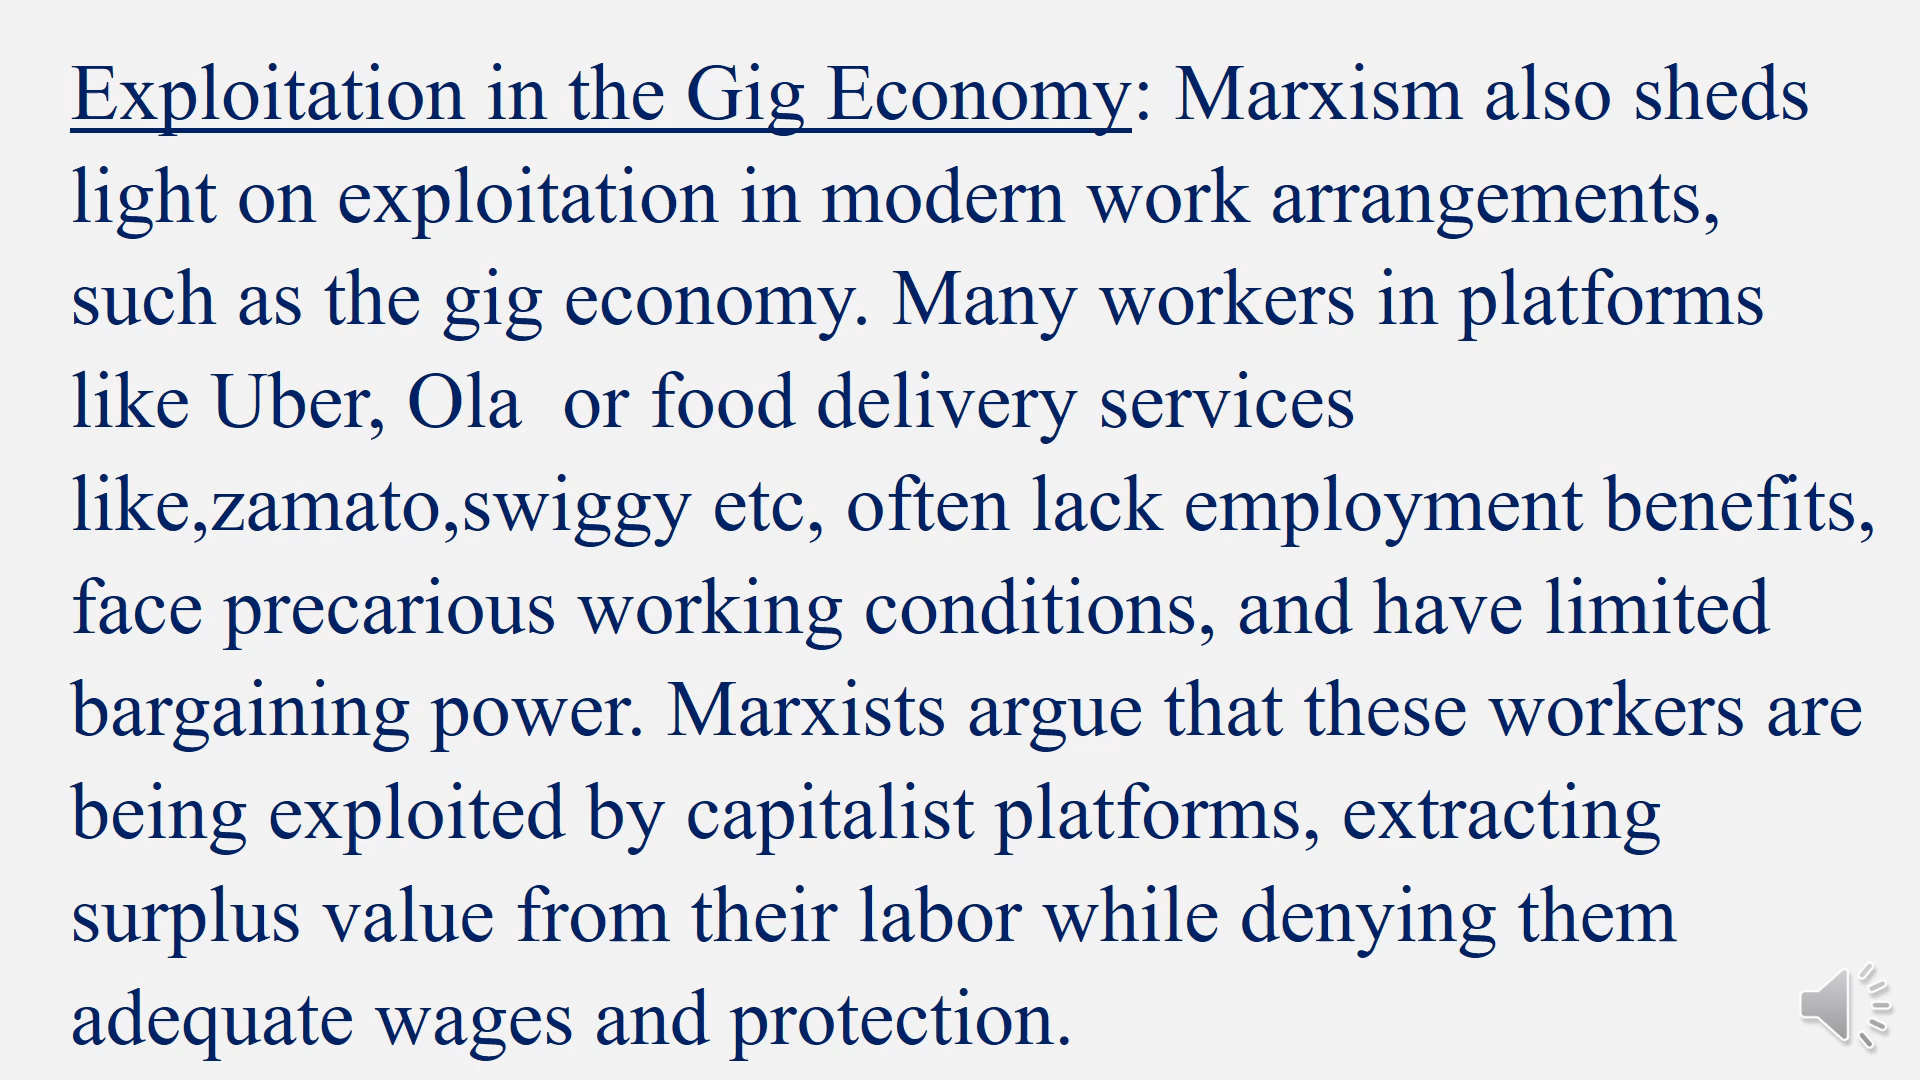 Exploitation in the Gig Economy: Marxism also sheds
light on exploitation in modern work arrangements,
such as the gig economy. Many workers in platforms
like Uber, Ola  or food delivery services
like,zamato,swiggy etc, often lack employment benefits,
face precarious working conditions, and have limited
bargaining power. Marxists argue that these workers are
being exploited by capitalist platforms, extracting
surplus value from their labor while denying them
adequate wages and protection.